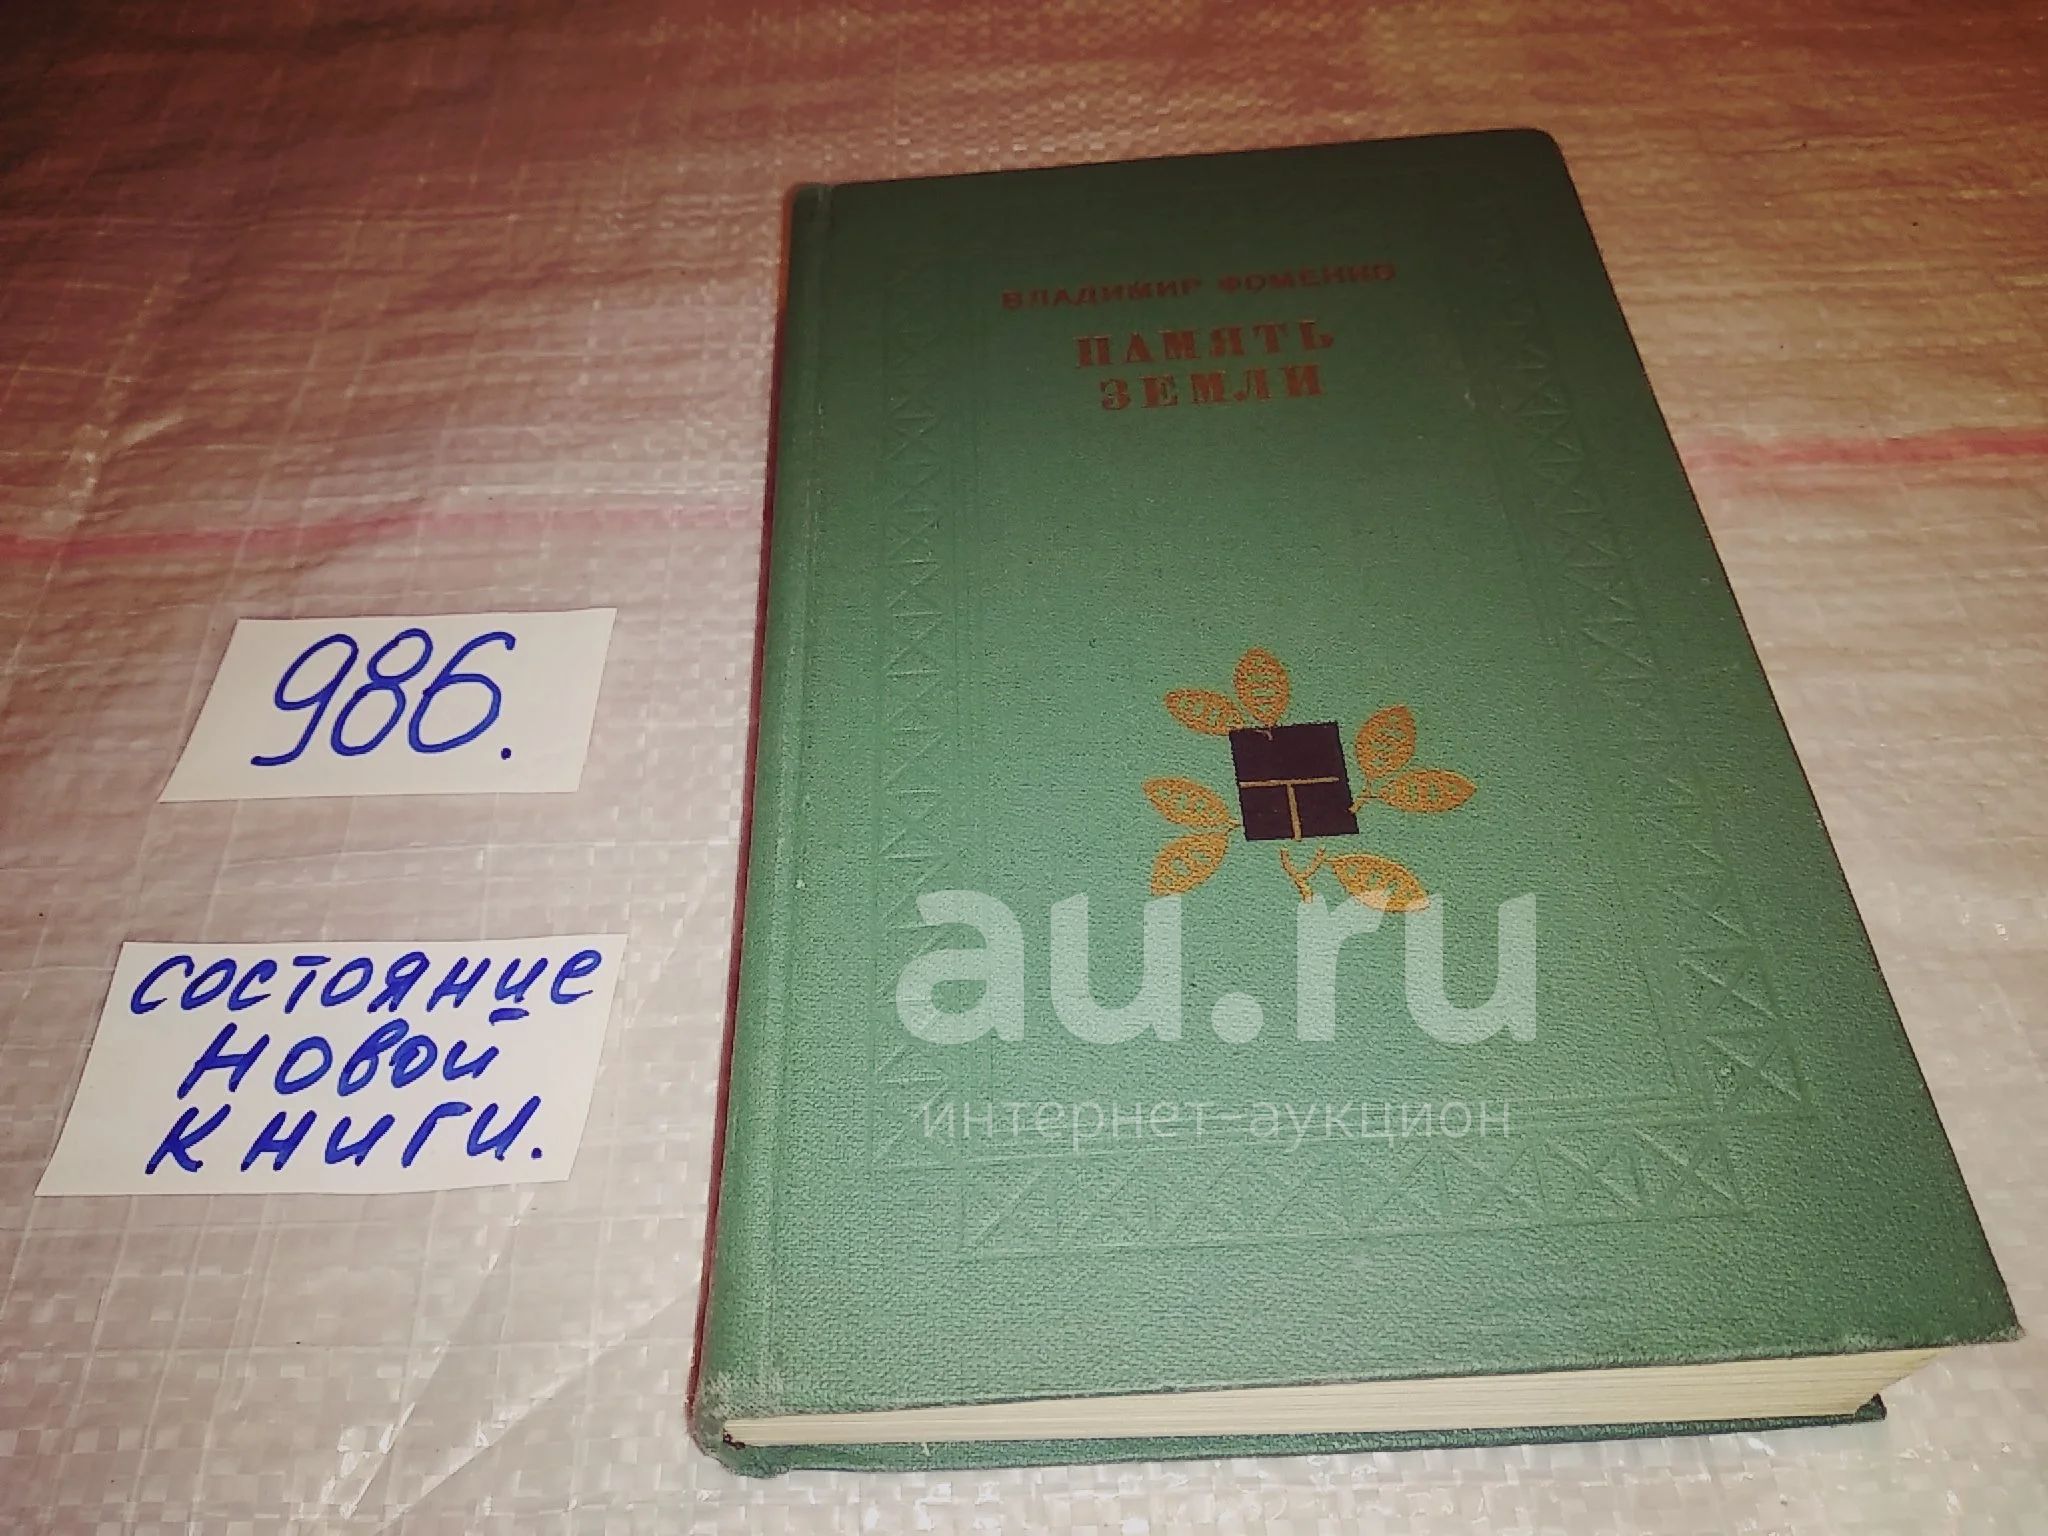 ВЛАДИМИР ФОМЕНКО
ПАМЯТЬ
ЗЕМЛИ
986.
состояние
новой
книги.
au.ru
интернет-аукцион